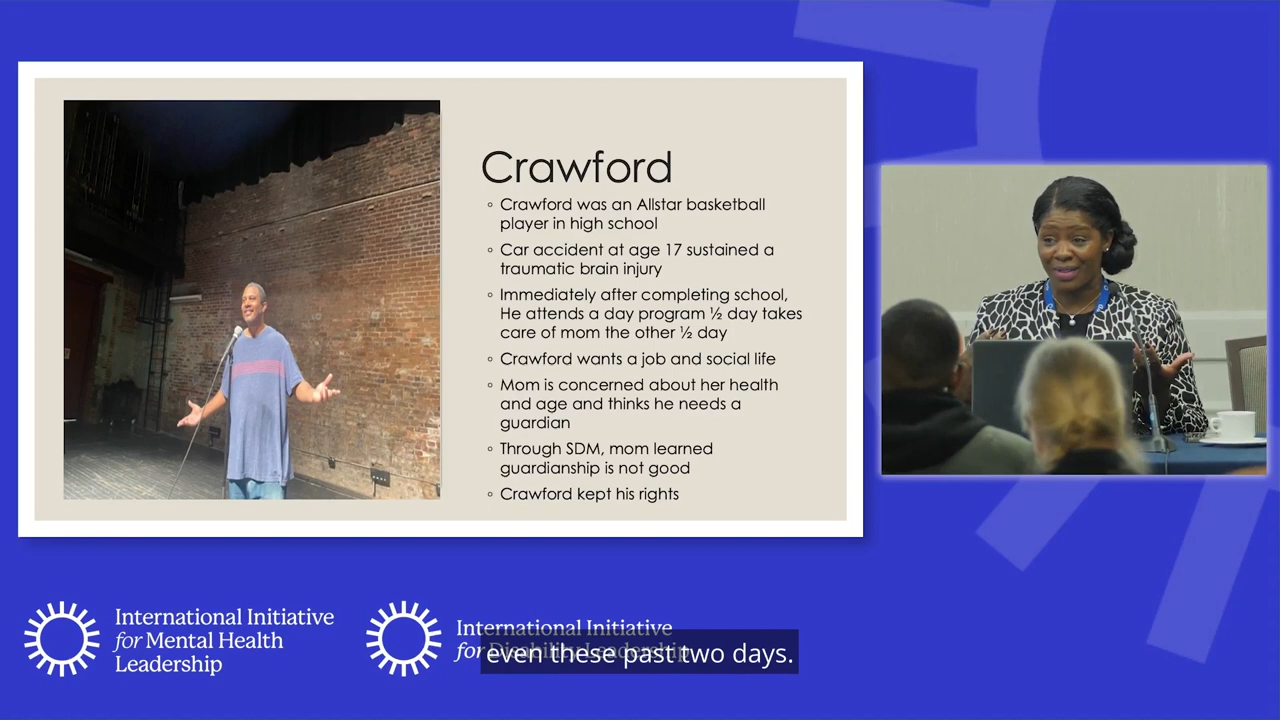 Crawford
◦ Crawford was an Allstar basketball
player in high school
◦ Car accident at age 17 sustained a
traumatic brain injury
◦ Immediately after completing school,
He attends a day program ½ day takes
care of mom the other ½ day
◦ Crawford wants a job and social life
◦ Mom is concerned about her health
and age and thinks he needs a
guardian
◦ Through SDM, mom learned
guardianship is not good
◦ Crawford kept his rights
International Initiative
for Mental Health
Leadership
International Initiative
for Disability Leadership
even these past two days.